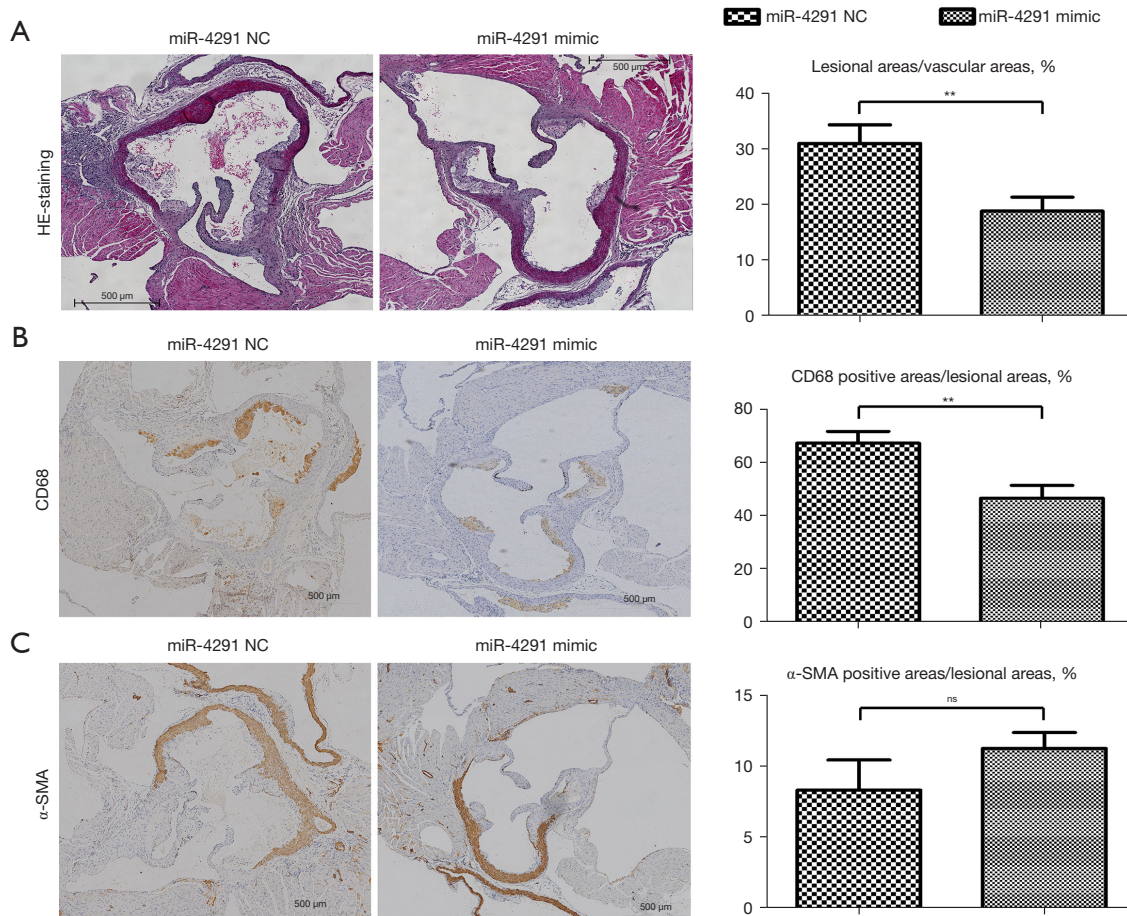 miR-4291 NC
miR-4291 mimic
A
miR-4291 NC
miR-4291 mimic
HE-staining
500 μm
500 μm
Lesional areas/vascular areas, %
40
30
20
10
0
**
B
miR-4291 NC
miR-4291 mimic
CD68
500 μm
500 μm
CD68 positive areas/lesional areas, %
80
60
40
60
0
**
C
miR-4291 NC
miR-4291 mimic
α-SMA
500 μm
500 μm
α-SMA positive areas/lesional areas, %
15
10
5
0
ns